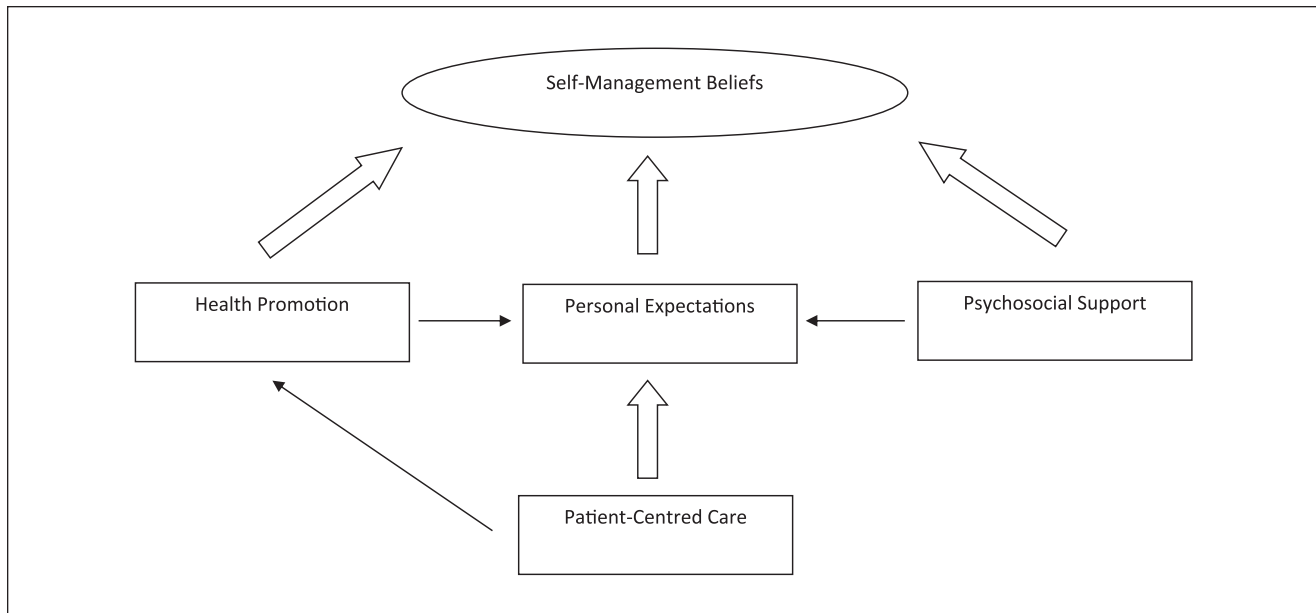 Self-Management Beliefs
Health Promotion
Personal Expectations
Psychosocial Support
Patient-Centred Care